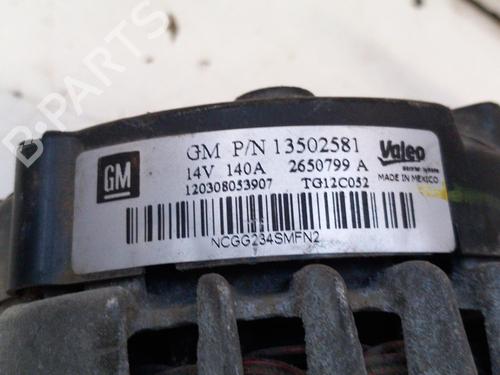 B-PARTS
GM
GM P/N 13502581
14V 140A 2650799 A
120308053907 TG12C052
Valeo
MADE IN MEXICO
NCGG234SMFN2